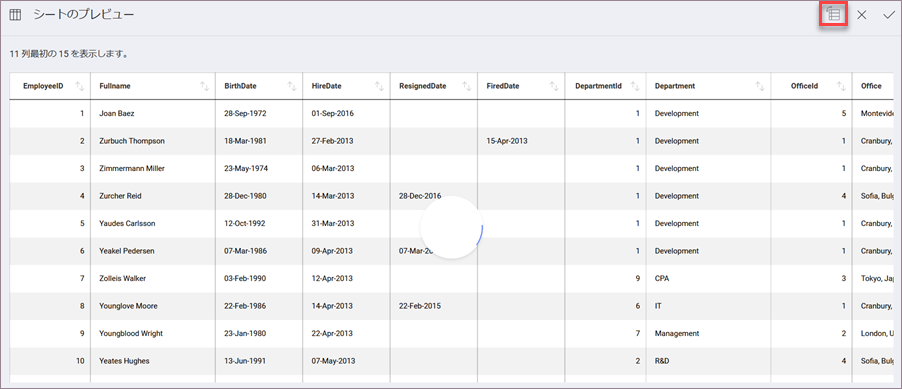 シートのプレビュー
11 列最初の 15 を表示します。
EmployeeID Fullname BirthDate HireDate ResignedDate FiredDate DepartmentId Department OfficeId Office
1 Joan Baez 28-Sep-1972 01-Sep-2016 1 Development 5 Montevide
2 Zurbuch Thompson 18-Mar-1981 27-Feb-2013 15-Apr-2013 1 Development 1 Cranbury,
3 Zimmermann Miller 23-May-1974 06-Mar-2013 1 Development 1 Cranbury,
4 Zurcher Reid 28-Dec-1980 14-Mar-2013 28-Dec-2016 1 Development 4 Sofia, Bulg
5 Yaudes Carlsson 12-Oct-1992 31-Mar-2013 1 Development 1 Cranbury,
6 Yeakel Pedersen 07-Mar-1986 09-Apr-2013 07-Mar-20 1 Development 1 Cranbury,
7 Zolleis Walker 03-Feb-1990 12-Apr-2013 9 CPA 3 Tokyo, Jap
8 Younglove Moore 22-Feb-1986 14-Apr-2013 22-Feb-2015 6 IT 1 Cranbury,
9 Youngblood Wright 23-Jan-1980 22-Apr-2013 7 Management 2 London, U
10 Yeates Hughes 13-Jun-1991 07-May-2013 2 R&D 4 Sofia, Bulg